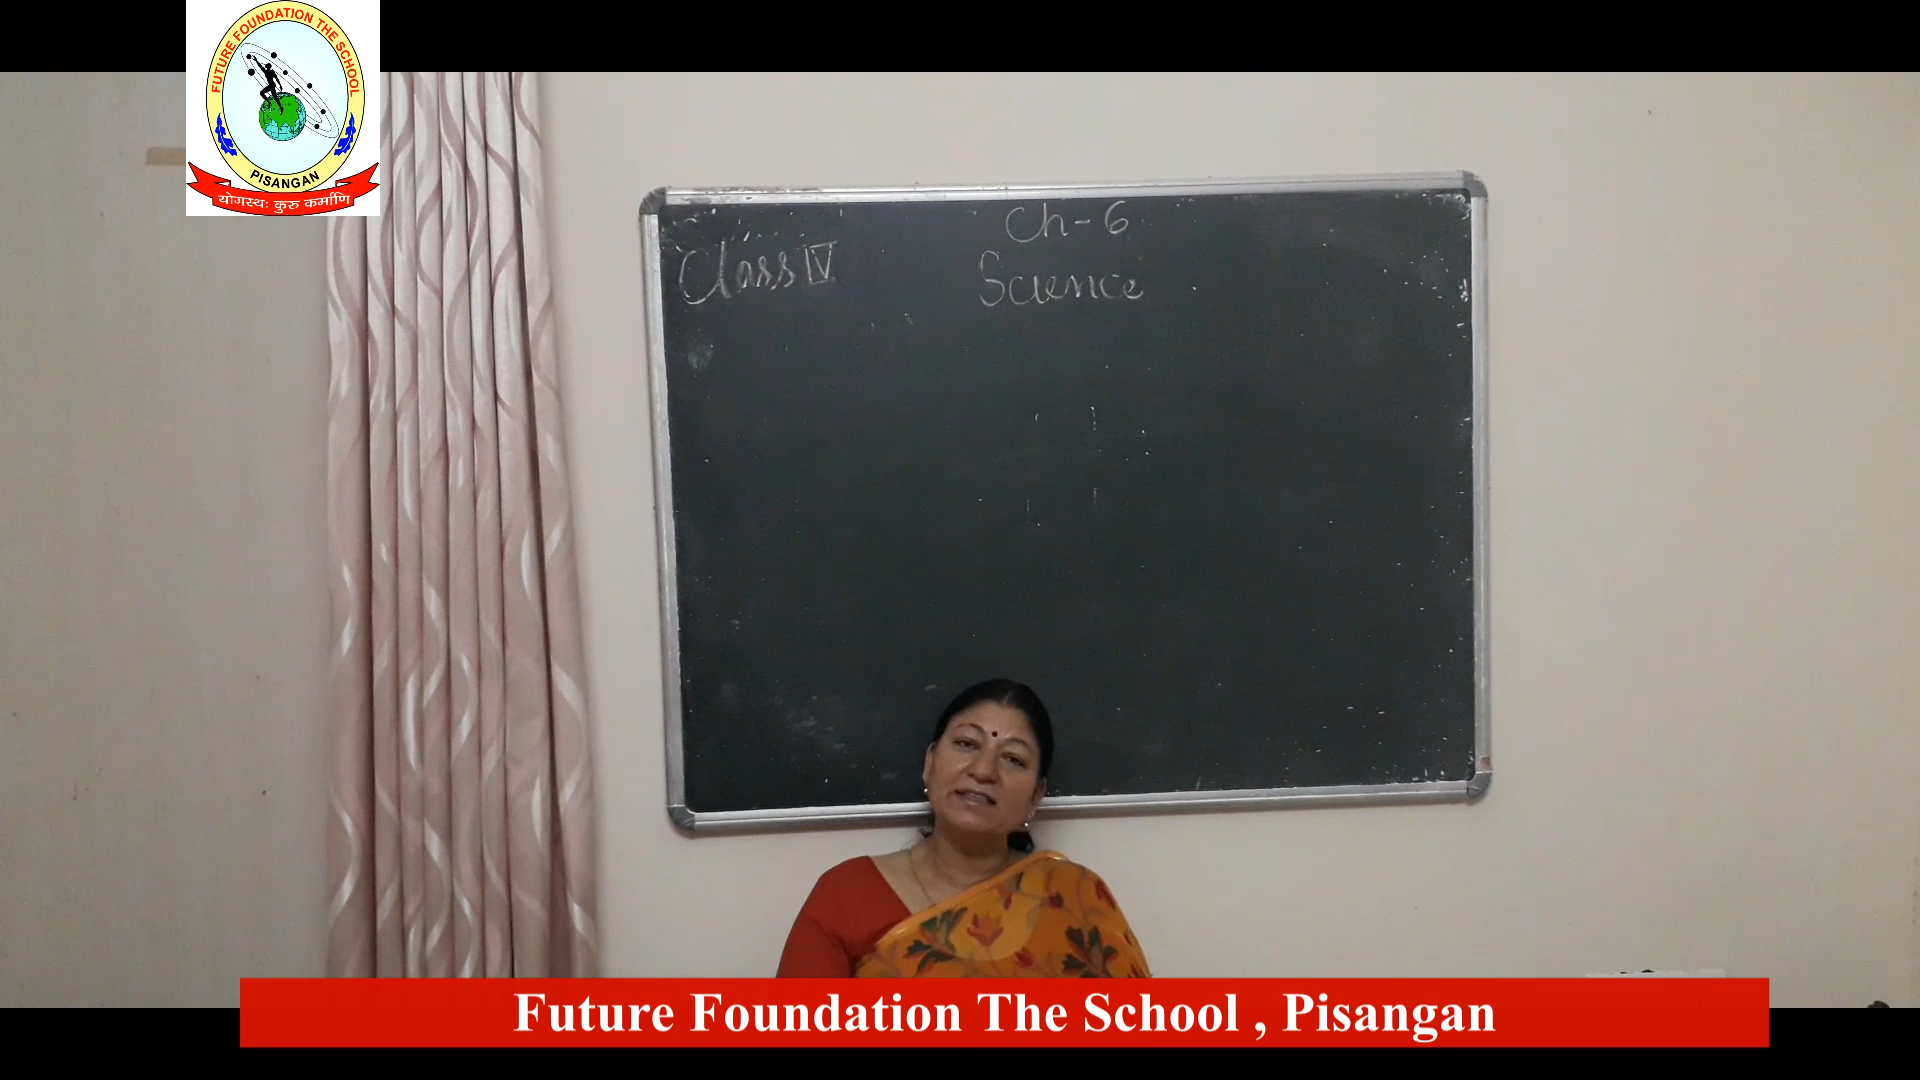 FUTURE FOUNDATION THE SCHOOL
PISANGAN
योगस्थः कुरु कर्माणि
Ch-6
Class IV
Science
Future Foundation The School , Pisangan